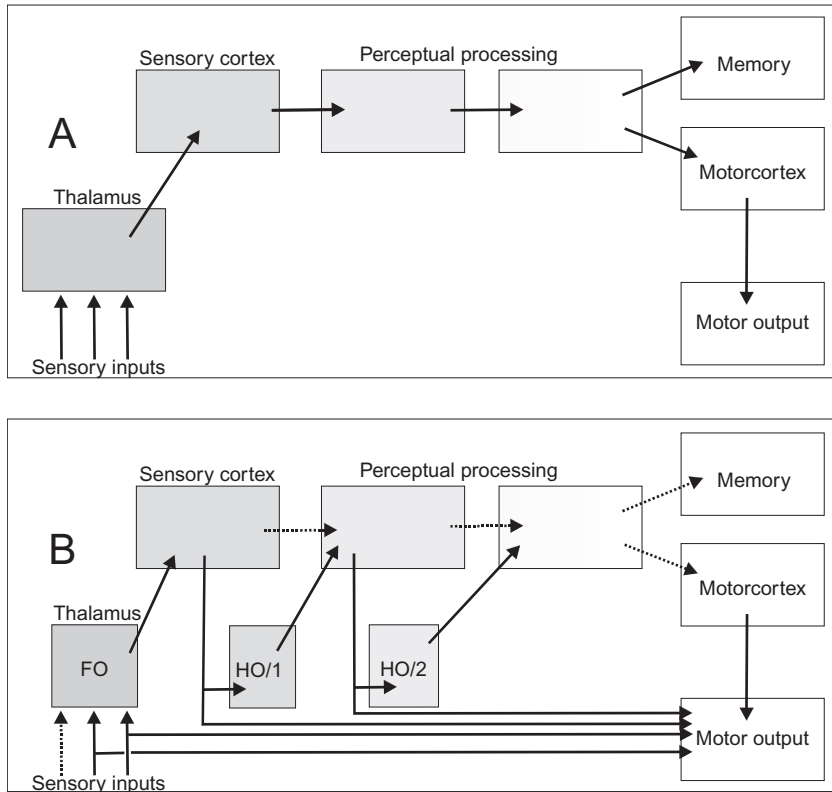 Sensory cortex
Perceptual processing
Memory
A
Motorcortex
Thalamus
Motor output
Sensory inputs
Sensory cortex
Perceptual processing
Memory
B
Motorcortex
Thalamus
FO
HO/1
HO/2
Motor output
Sensory inputs